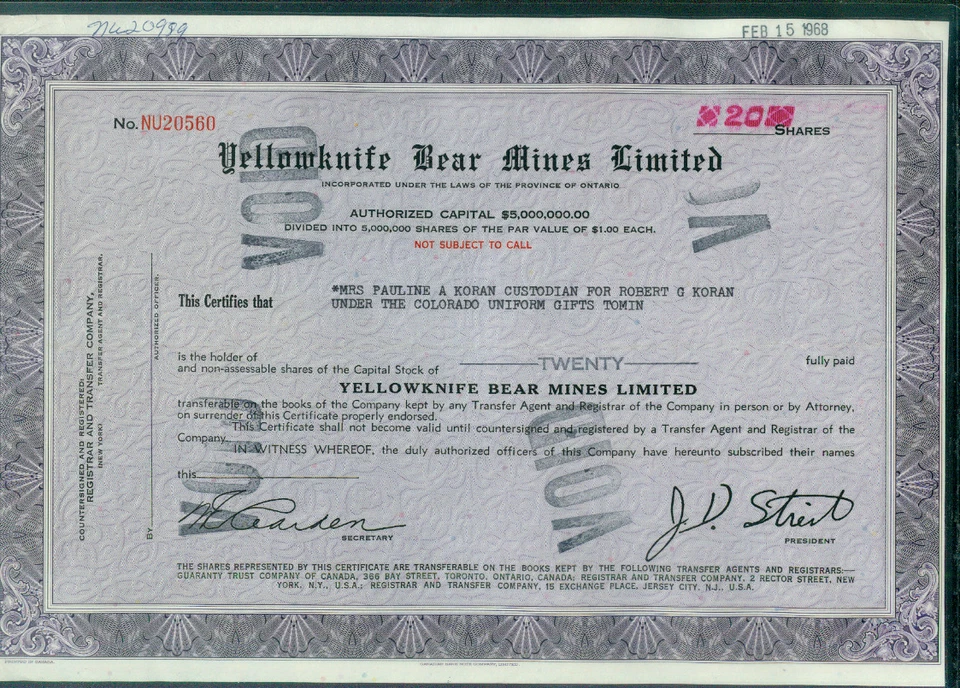 NU20999
FEB 15 1968
No. NU20560
20
SHARES
Yellowknife Bear Mines Limited
INCORPORATED UNDER THE LAWS OF THE PROVINCE OF ONTARIO
AUTHORIZED CAPITAL $5,000,000.00
DIVIDED INTO 5,000,000 SHARES OF THE PAR VALUE OF $1.00 EACH.
NOT SUBJECT TO CALL
VOID
VO
This Certifies that
*MRS PAULINE A KORAN CUSTODIAN FOR ROBERT G KORAN
UNDER THE COLORADO UNIFORM GIFTS TOMIN
is the holder of
TWENTY
fully paid
and non-assessable shares of the Capital Stock of
YELLOWKNIFE BEAR MINES LIMITED
transferable on the books of the Company kept by any Transfer Agent and Registrar of the Company in person or by Attorney,
on surrender of this Certificate properly endorsed.
This Certificate shall not become valid until countersigned and registered by a Transfer Agent and Registrar of the
Company.
IN WITNESS WHEREOF, the duly authorized officers of this Company have hereunto subscribed their names
this
VOID
VOID
SECRETARY
J. D. Streit
PRESIDENT
COUNTERSIGNED AND REGISTERED:
REGISTRAR AND TRANSFER COMPANY,
(NEW YORK) TRANSFER AGENT AND REGISTRAR.
BY
AUTHORIZED OFFICER.
THE SHARES REPRESENTED BY THIS CERTIFICATE ARE TRANSFERABLE ON THE BOOKS KEPT BY THE FOLLOWING TRANSFER AGENTS AND REGISTRARS:—
GUARANTY TRUST COMPANY OF CANADA, 366 BAY STREET, TORONTO, ONTARIO, CANADA; REGISTRAR AND TRANSFER COMPANY, 2 RECTOR STREET, NEW
YORK, N.Y., U.S.A.; REGISTRAR AND TRANSFER COMPANY, 15 EXCHANGE PLACE, JERSEY CITY, N.J., U.S.A.
PRINTED IN CANADA
CANADIAN BANK NOTE COMPANY, LIMITED.